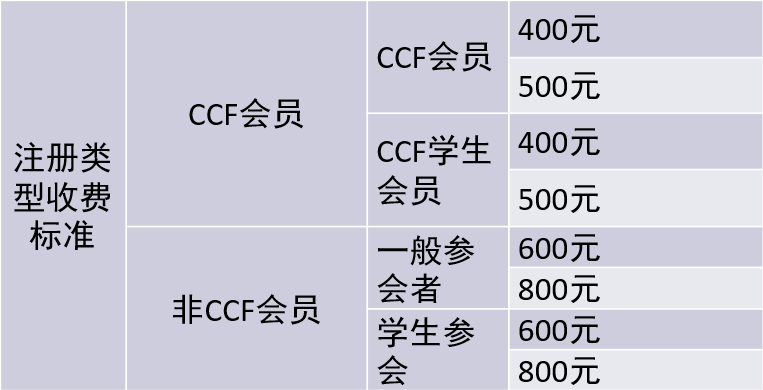 注册类
型收费
标准
CCF会员
CCF会员
400元
500元
CCF学生
会员
400元
500元
非CCF会员
一般参
会者
600元
800元
学生参
会
600元
800元